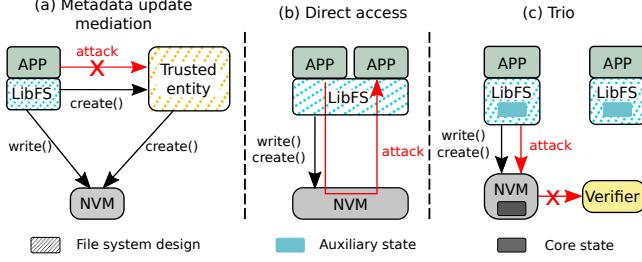 (a) Metadata update
mediation
(b) Direct access
(c) Trio
APP
attack
X
LibFS
create()
Trusted
entity
write()
create()
NVM
APP
APP
LibFS
write()
create()
attack
NVM
APP
APP
LibFS
LibFS
write()
create()
attack
NVM
X
Verifier
File system design
Auxiliary state
Core state